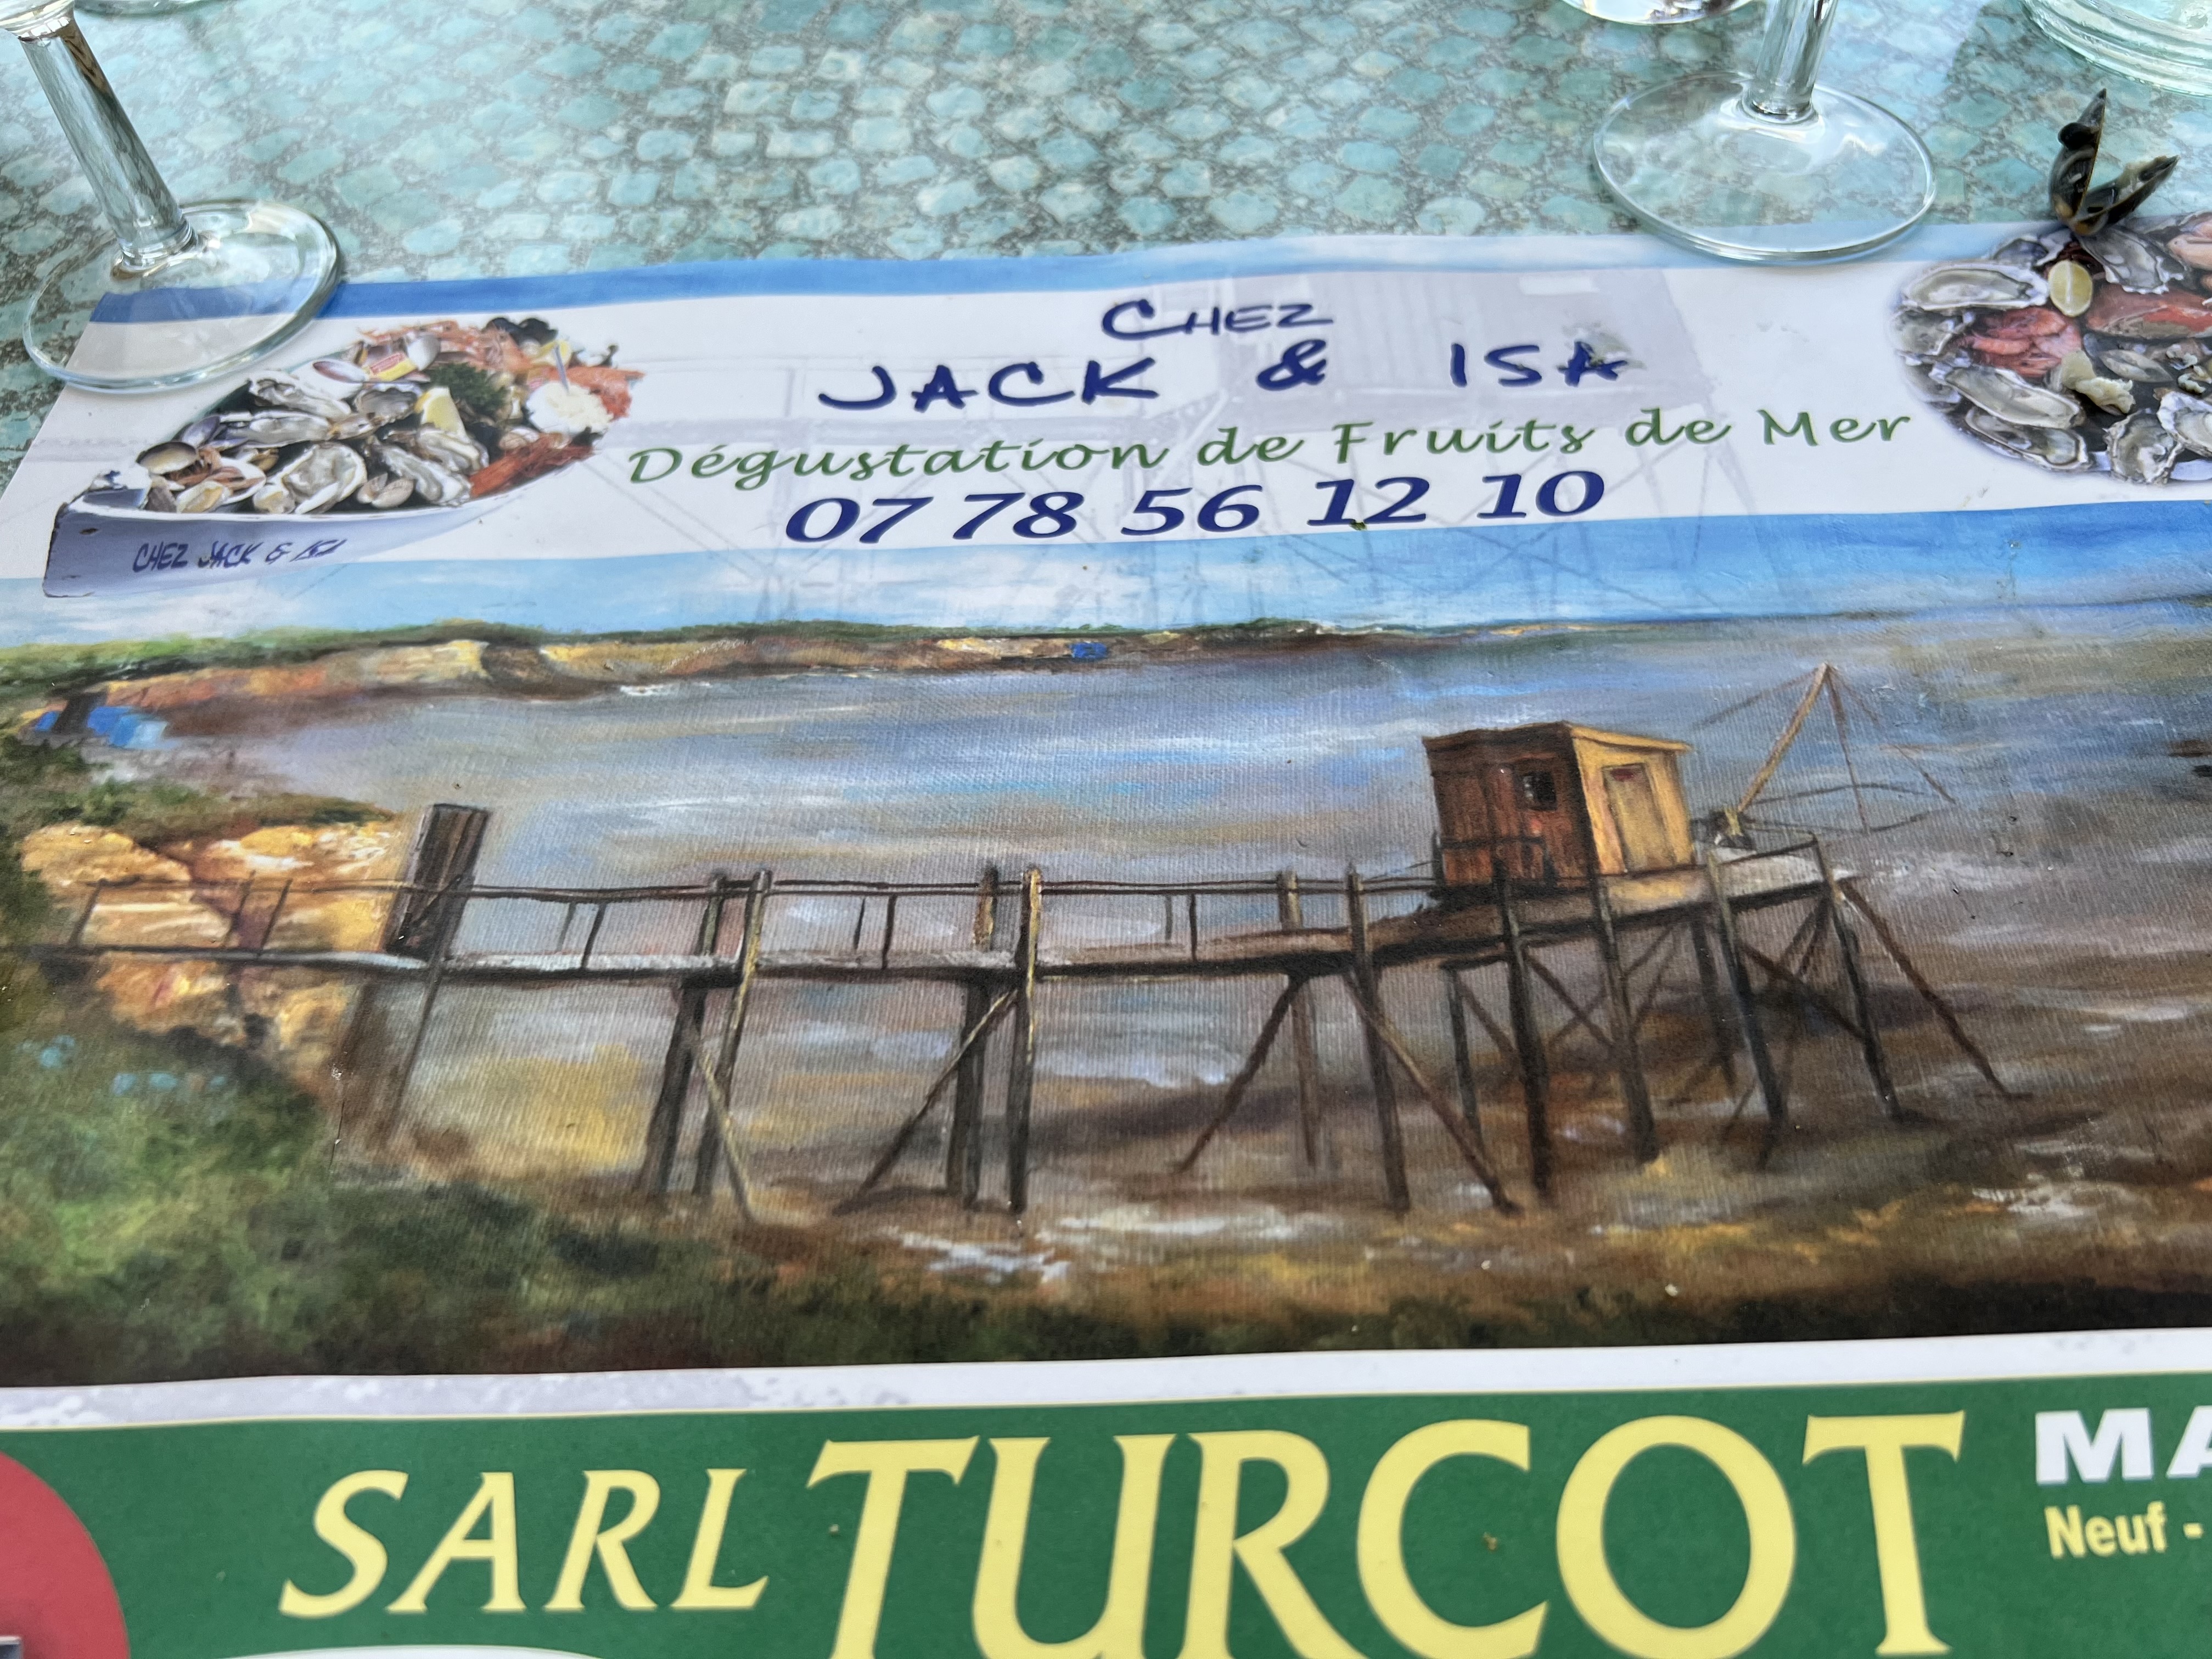 CHEZ
JACK & ISA
Dégustation de Fruits de Mer
07 78 56 12 10
CHEZ JACK & ISA
SARL TURCOT
MA
Neuf -